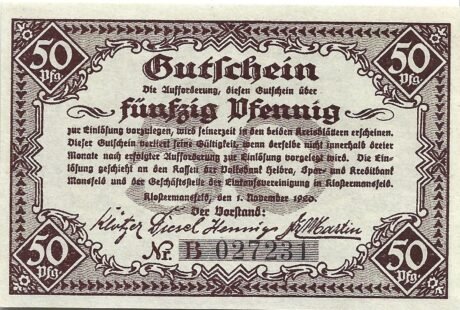 50 Pfg.
50 Pfg.
Gutschein
Die Aufforderung, diesen Gutschein über
fünfzig Pfennig
zur Einlösung vorzulegen, wird seinerzeit in den beiden Kreisblättern erscheinen.
Dieser Gutschein verliert seine Gültigkeit, wenn derselbe nicht innerhalb dreier
Monate nach erfolgter Aufforderung zur Einlösung vorgelegt wird. Die Ein-
lösung geschieht an den Kassen der Volksbank Helbra, Spar- und Kreditbank
Mansfeld und der Geschäftsstelle der Einkaufsvereinigung in Klostermansfeld.
Klostermansfeld, den 1. November 1920.
Der Vorstand:
Diesel Hennig Martin
Nr. B 027231
50 Pfg.
50 Pfg.